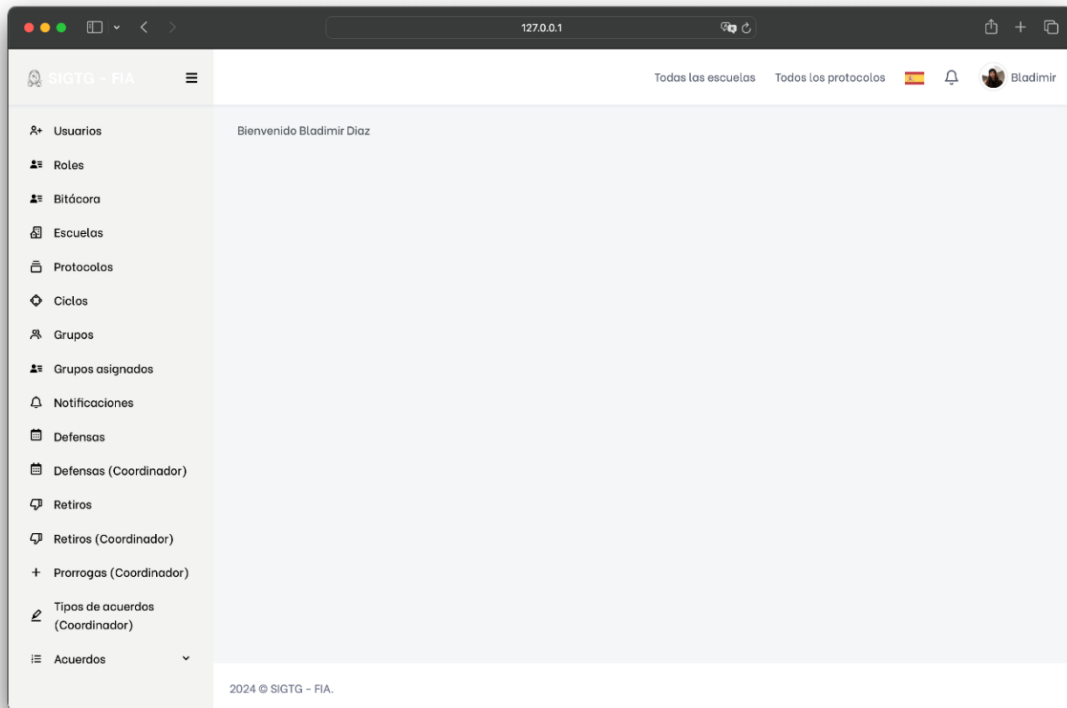 127.0.0.1
SIGTG - FIA
Todas las escuelas Todos los protocolos Bladimir
Usuarios
Bienvenido Bladimir Diaz
Roles
Bitácora
Escuelas
Protocolos
Ciclos
Grupos
Grupos asignados
Notificaciones
Defensas
Defensas (Coordinador)
Retiros
Retiros (Coordinador)
Prorrogas (Coordinador)
Tipos de acuerdos
(Coordinador)
Acuerdos
2024 © SIGTG - FIA.